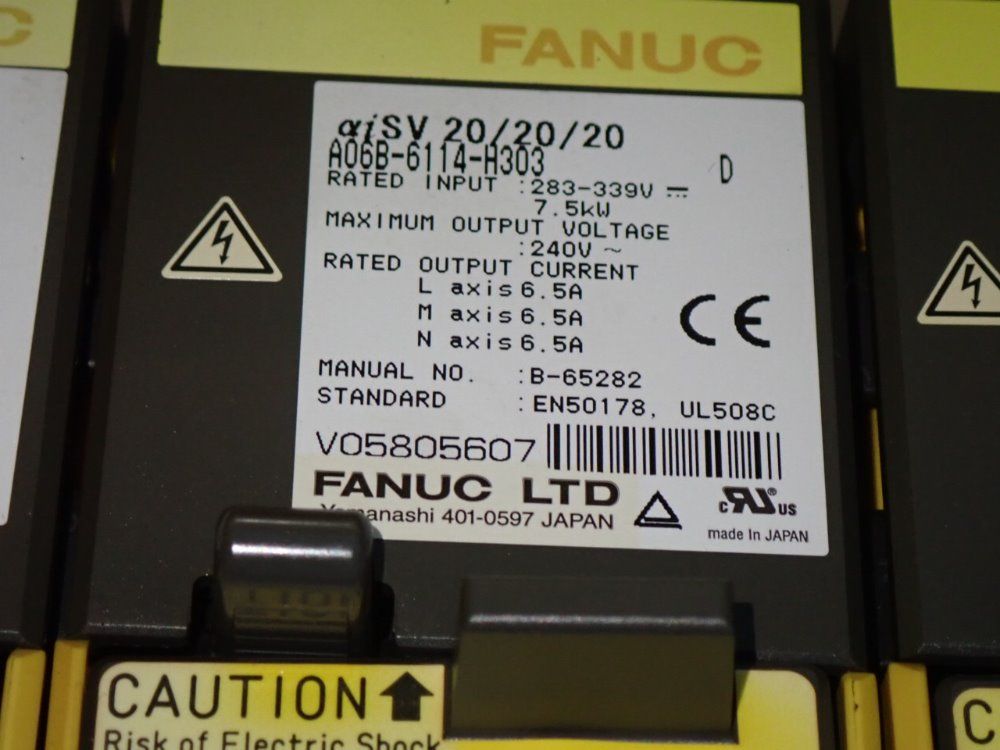 FANUC
αiSV 20/20/20
A06B-6114-H303
D
RATED INPUT :283-339V
7.5kW
MAXIMUM OUTPUT VOLTAGE
:240V ~
RATED OUTPUT CURRENT
L axis 6.5A
M axis 6.5A
N axis 6.5A
CE
MANUAL NO. :B-65282
STANDARD :EN50178, UL508C
V05805607
FANUC LTD
Yamanashi 401-0597 JAPAN
c RU ® US
made In JAPAN
CAUTION
Risk of Electric Shock
C
C